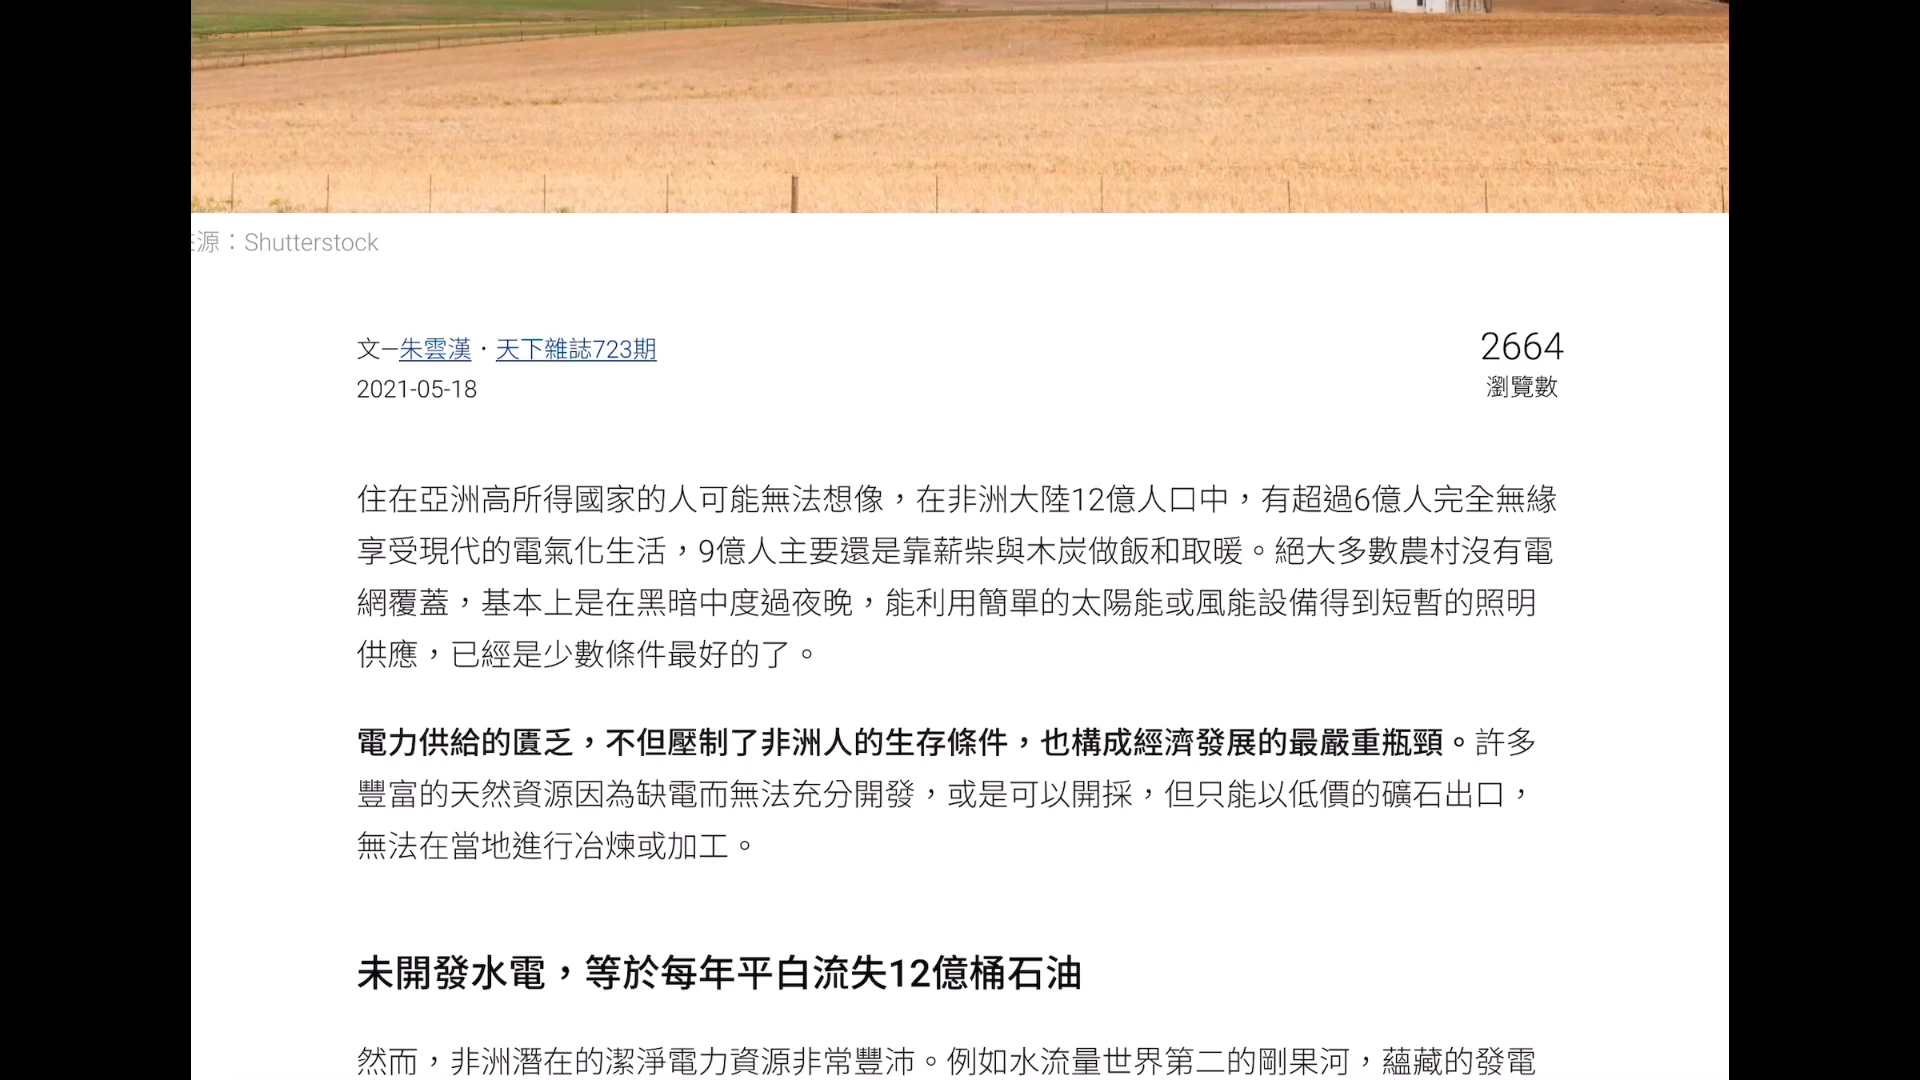 源：Shutterstock
文—朱雲漢・天下雜誌723期
2021-05-18
2664
瀏覽數
住在亞洲高所得國家的人可能無法想像，在非洲大陸12億人口中，有超過6億人完全無緣
享受現代的電氣化生活，9億人主要還是靠薪柴與木炭做飯和取暖。絕大多數農村沒有電
網覆蓋，基本上是在黑暗中度過夜晚，能利用簡單的太陽能或風能設備得到短暫的照明
供應，已經是少數條件最好的了。
電力供給的匱乏，不但壓制了非洲人的生存條件，也構成經濟發展的最嚴重瓶頸。許多
豐富的天然資源因為缺電而無法充分開發，或是可以開採，但只能以低價的礦石出口，
無法在當地進行冶煉或加工。
未開發水電，等於每年平白流失12億桶石油
然而，非洲潛在的潔淨電力資源非常豐沛。例如水流量世界第二的剛果河，蘊藏的發電